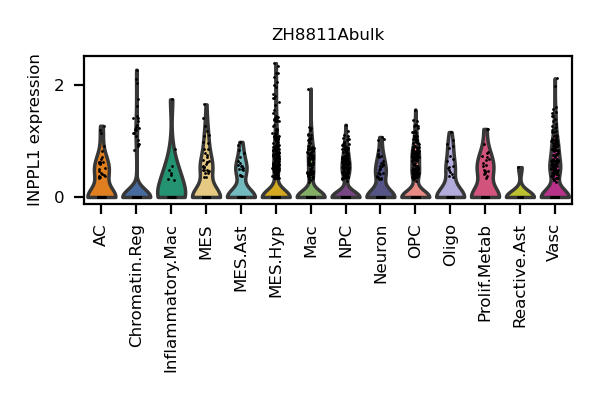 ZH8811Abulk
INPPL1 expression
2
0
AC
Chromatin.Reg
Inflammatory.Mac
MES
MES.Ast
MES.Hyp
Mac
NPC
Neuron
OPC
Oligo
Prolif.Metab
Reactive.Ast
Vasc